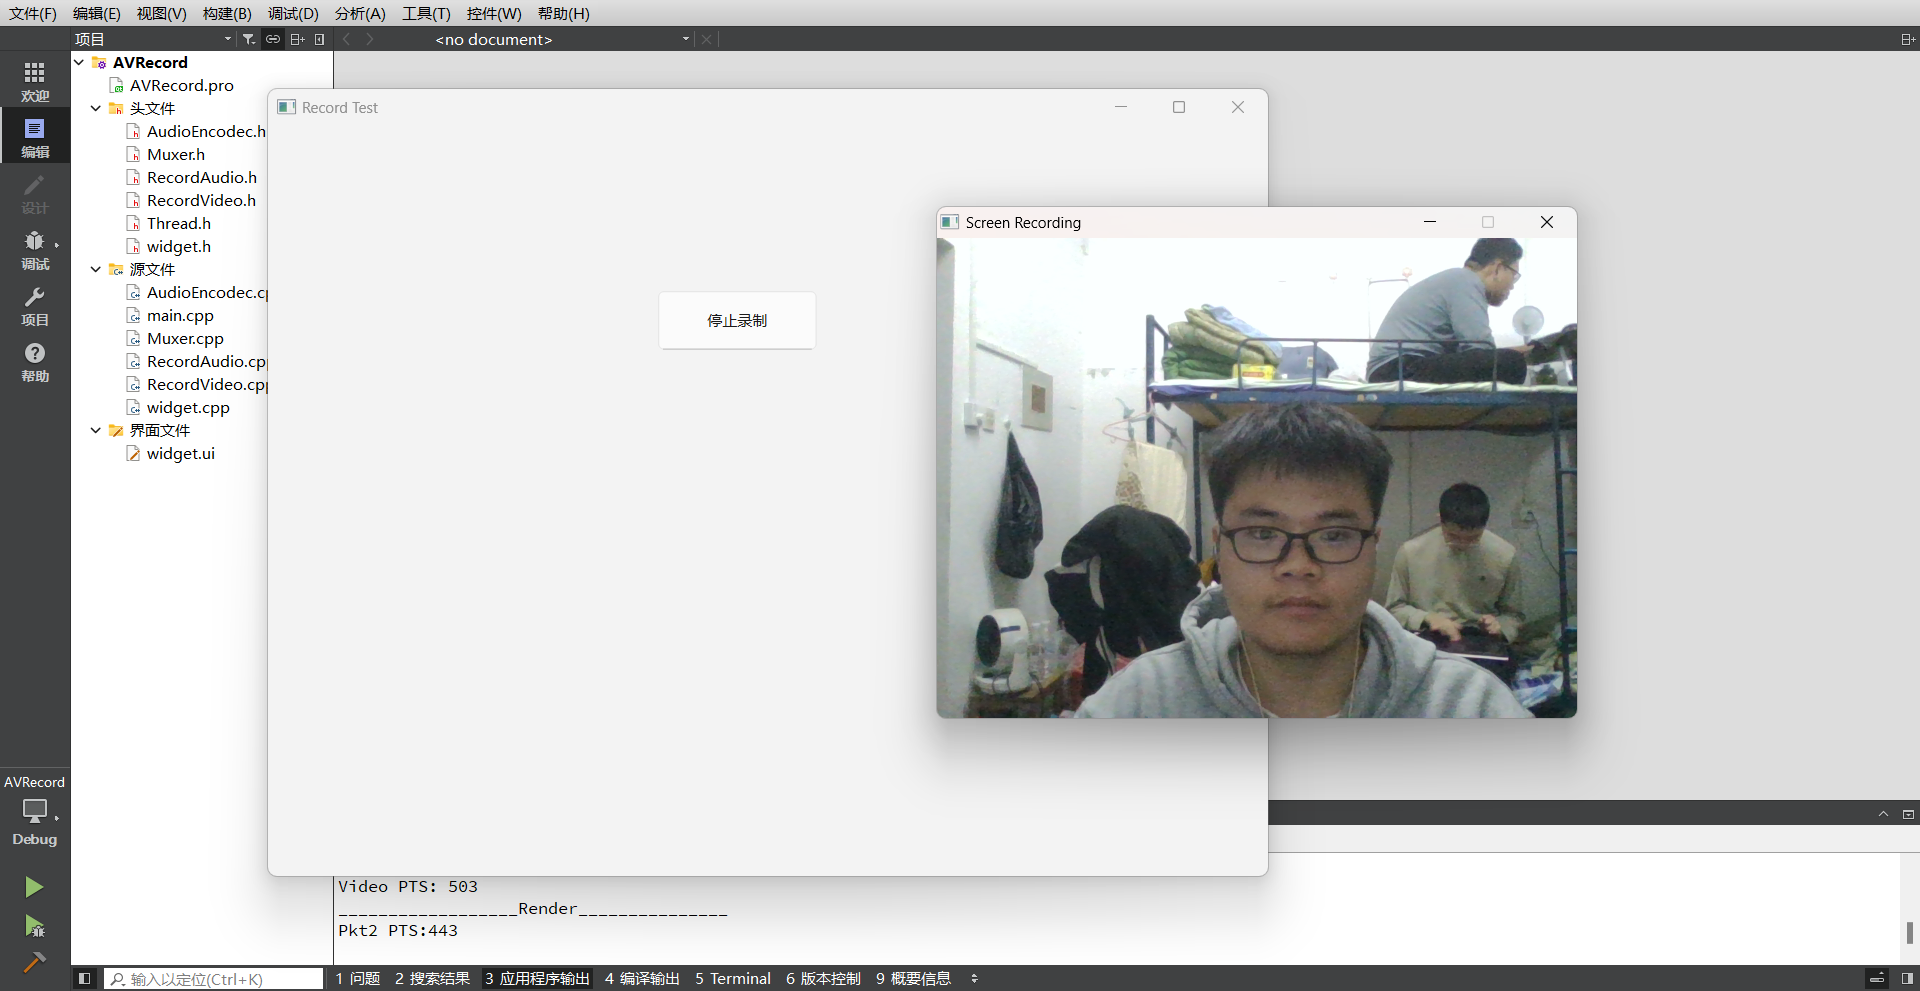 文件(F) 编辑(E) 视图(V) 构建(B) 调试(D) 分析(A) 工具(T) 控件(W) 帮助(H)
项目
<no document>
欢迎
编辑
设计
调试
项目
帮助
AVRecord
Debug
AVRecord
AVRecord.pro
头文件
AudioEncodec.h
Muxer.h
RecordAudio.h
RecordVideo.h
Thread.h
widget.h
源文件
AudioEncodec.cp
main.cpp
Muxer.cpp
RecordAudio.cpp
RecordVideo.cpp
widget.cpp
界面文件
widget.ui
Record Test
停止录制
Screen Recording
Video PTS: 503
__________________Render_______________
Pkt2 PTS:443
输入以定位(Ctrl+K)
1 问题 2 搜索结果 3 应用程序输出 4 编译输出 5 Terminal 6 版本控制 9 概要信息